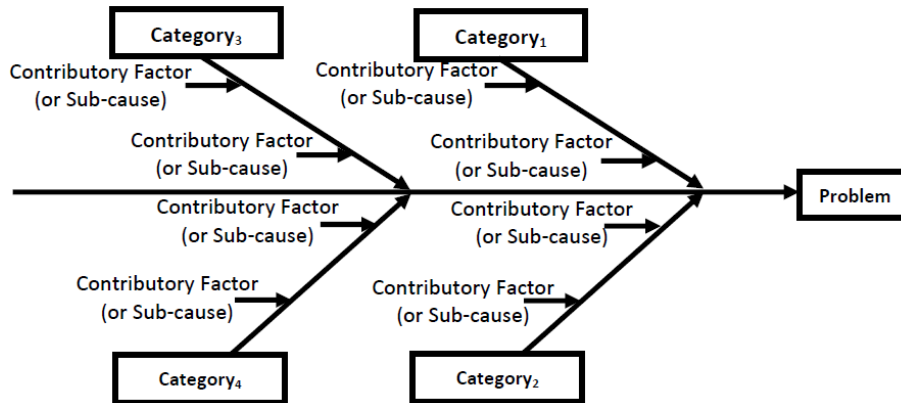 Category₃
Category₁
Contributory Factor
(or Sub-cause)
Contributory Factor
(or Sub-cause)
Contributory Factor
(or Sub-cause)
Contributory Factor
(or Sub-cause)
Problem
Contributory Factor
(or Sub-cause)
Contributory Factor
(or Sub-cause)
Contributory Factor
(or Sub-cause)
Contributory Factor
(or Sub-cause)
Category₄
Category₂